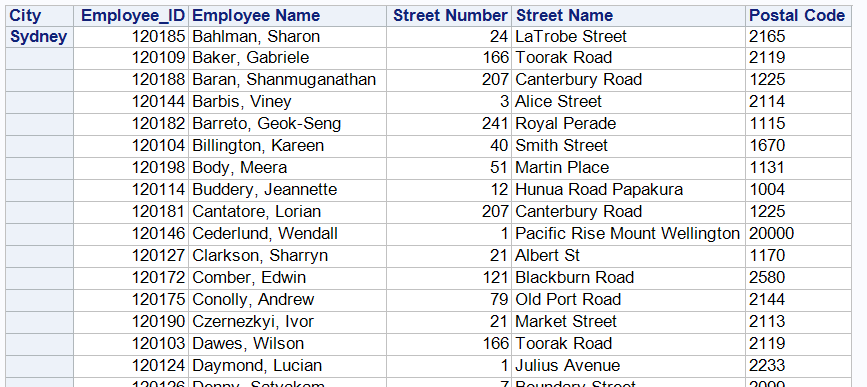 City Employee_ID Employee Name Street Number Street Name Postal Code
Sydney 120185 Bahlman, Sharon 24 LaTrobe Street 2165
120109 Baker, Gabriele 166 Toorak Road 2119
120188 Baran, Shanmuganathan 207 Canterbury Road 1225
120144 Barbis, Viney 3 Alice Street 2114
120182 Barreto, Geok-Seng 241 Royal Perade 1115
120104 Billington, Kareen 40 Smith Street 1670
120198 Body, Meera 51 Martin Place 1131
120114 Buddery, Jeannette 12 Hunua Road Papakura 1004
120181 Cantatore, Lorian 207 Canterbury Road 1225
120146 Cederlund, Wendall 1 Pacific Rise Mount Wellington 20000
120127 Clarkson, Sharryn 21 Albert St 1170
120172 Comber, Edwin 121 Blackburn Road 2580
120175 Conolly, Andrew 79 Old Port Road 2144
120190 Czernezkyi, Ivor 21 Market Street 2113
120103 Dawes, Wilson 166 Toorak Road 2119
120124 Daymond, Lucian 1 Julius Avenue 2233
120126 7 Boundary Street